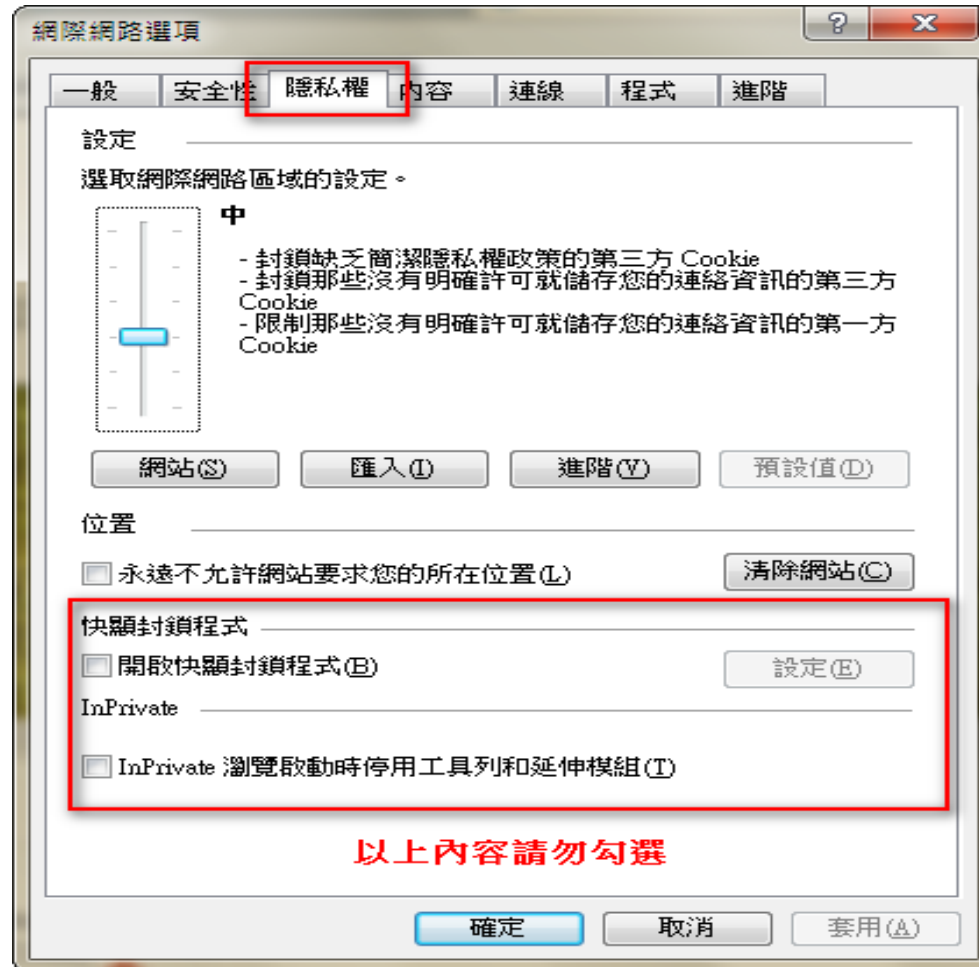 網際網路選項
一般
安全性
隱私權
內容
連線
程式
進階
設定
選取網際網路區域的設定。
中
- 封鎖缺乏簡潔隱私權政策的第三方 Cookie
- 封鎖那些沒有明確許可就儲存您的連絡資訊的第三方
Cookie
- 限制那些沒有明確許可就儲存您的連絡資訊的第一方
Cookie
網站(S)
匯入(I)
進階(V)
預設值(D)
位置
永遠不允許網站要求您的所在位置(L)
清除網站(C)
快顯封鎖程式
開啟快顯封鎖程式(B)
設定(E)
InPrivate
InPrivate 瀏覽啟動時停用工具列和延伸模組(T)
以上內容請勿勾選
確定
取消
套用(A)